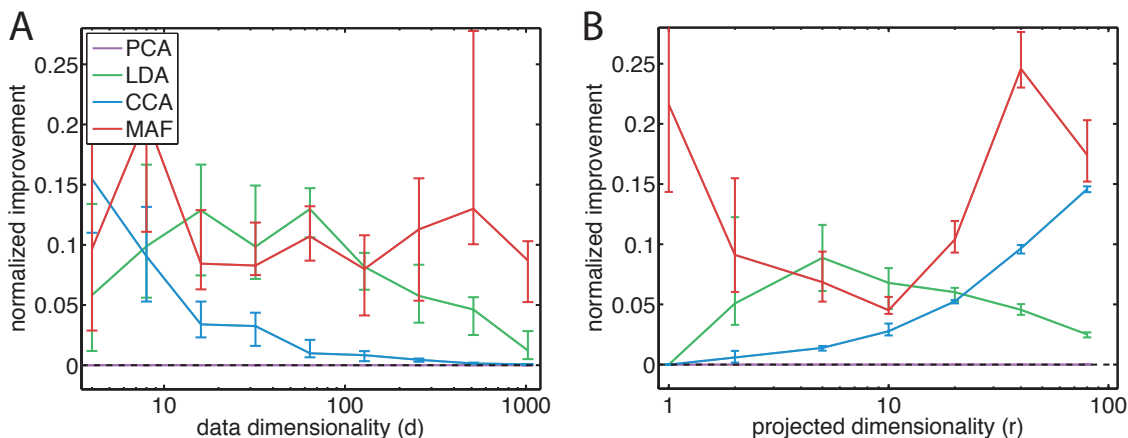 A
PCA
LDA
CCA
MAF
normalized improvement
0.25
0.2
0.15
0.1
0.05
0
10
100
1000
data dimensionality (d)
B
normalized improvement
0.25
0.2
0.15
0.1
0.05
0
1
10
100
projected dimensionality (r)